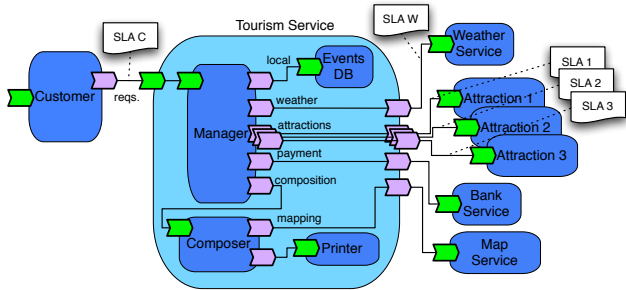 Tourism Service
SLA C
SLA W
Weather
Service
SLA 1
SLA 2
SLA 3
local
Events
DB
Customer
reqs.
weather
Attraction 1
Manager
attractions
Attraction 2
payment
Attraction 3
composition
Bank
Service
mapping
Composer
Printer
Map
Service